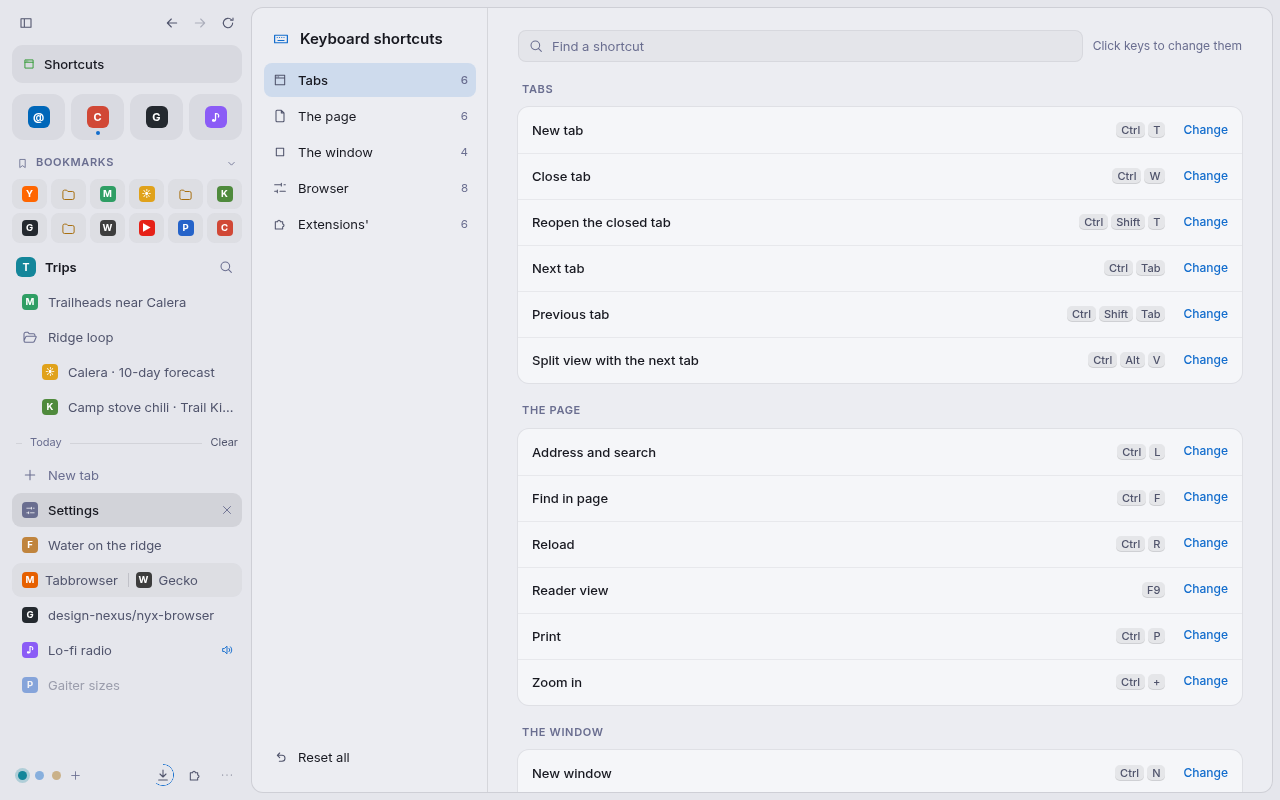 Shortcuts
@
C
G
BOOKMARKS
Y
M
K
G
W
P
C
T Trips
M Trailheads near Calera
Ridge loop
Calera · 10-day forecast
K Camp stove chili · Trail Ki...
Today
Clear
New tab
Settings
F Water on the ridge
M Tabbrowser
W Gecko
G design-nexus/nyx-browser
Lo-fi radio
P Gaiter sizes
Keyboard shortcuts
Tabs 6
The page 6
The window 4
Browser 8
Extensions' 6
Reset all
Find a shortcut
Click keys to change them
TABS
New tab Ctrl T Change
Close tab Ctrl W Change
Reopen the closed tab Ctrl Shift T Change
Next tab Ctrl Tab Change
Previous tab Ctrl Shift Tab Change
Split view with the next tab Ctrl Alt V Change
THE PAGE
Address and search Ctrl L Change
Find in page Ctrl F Change
Reload Ctrl R Change
Reader view F9 Change
Print Ctrl P Change
Zoom in Ctrl + Change
THE WINDOW
New window Ctrl N Change